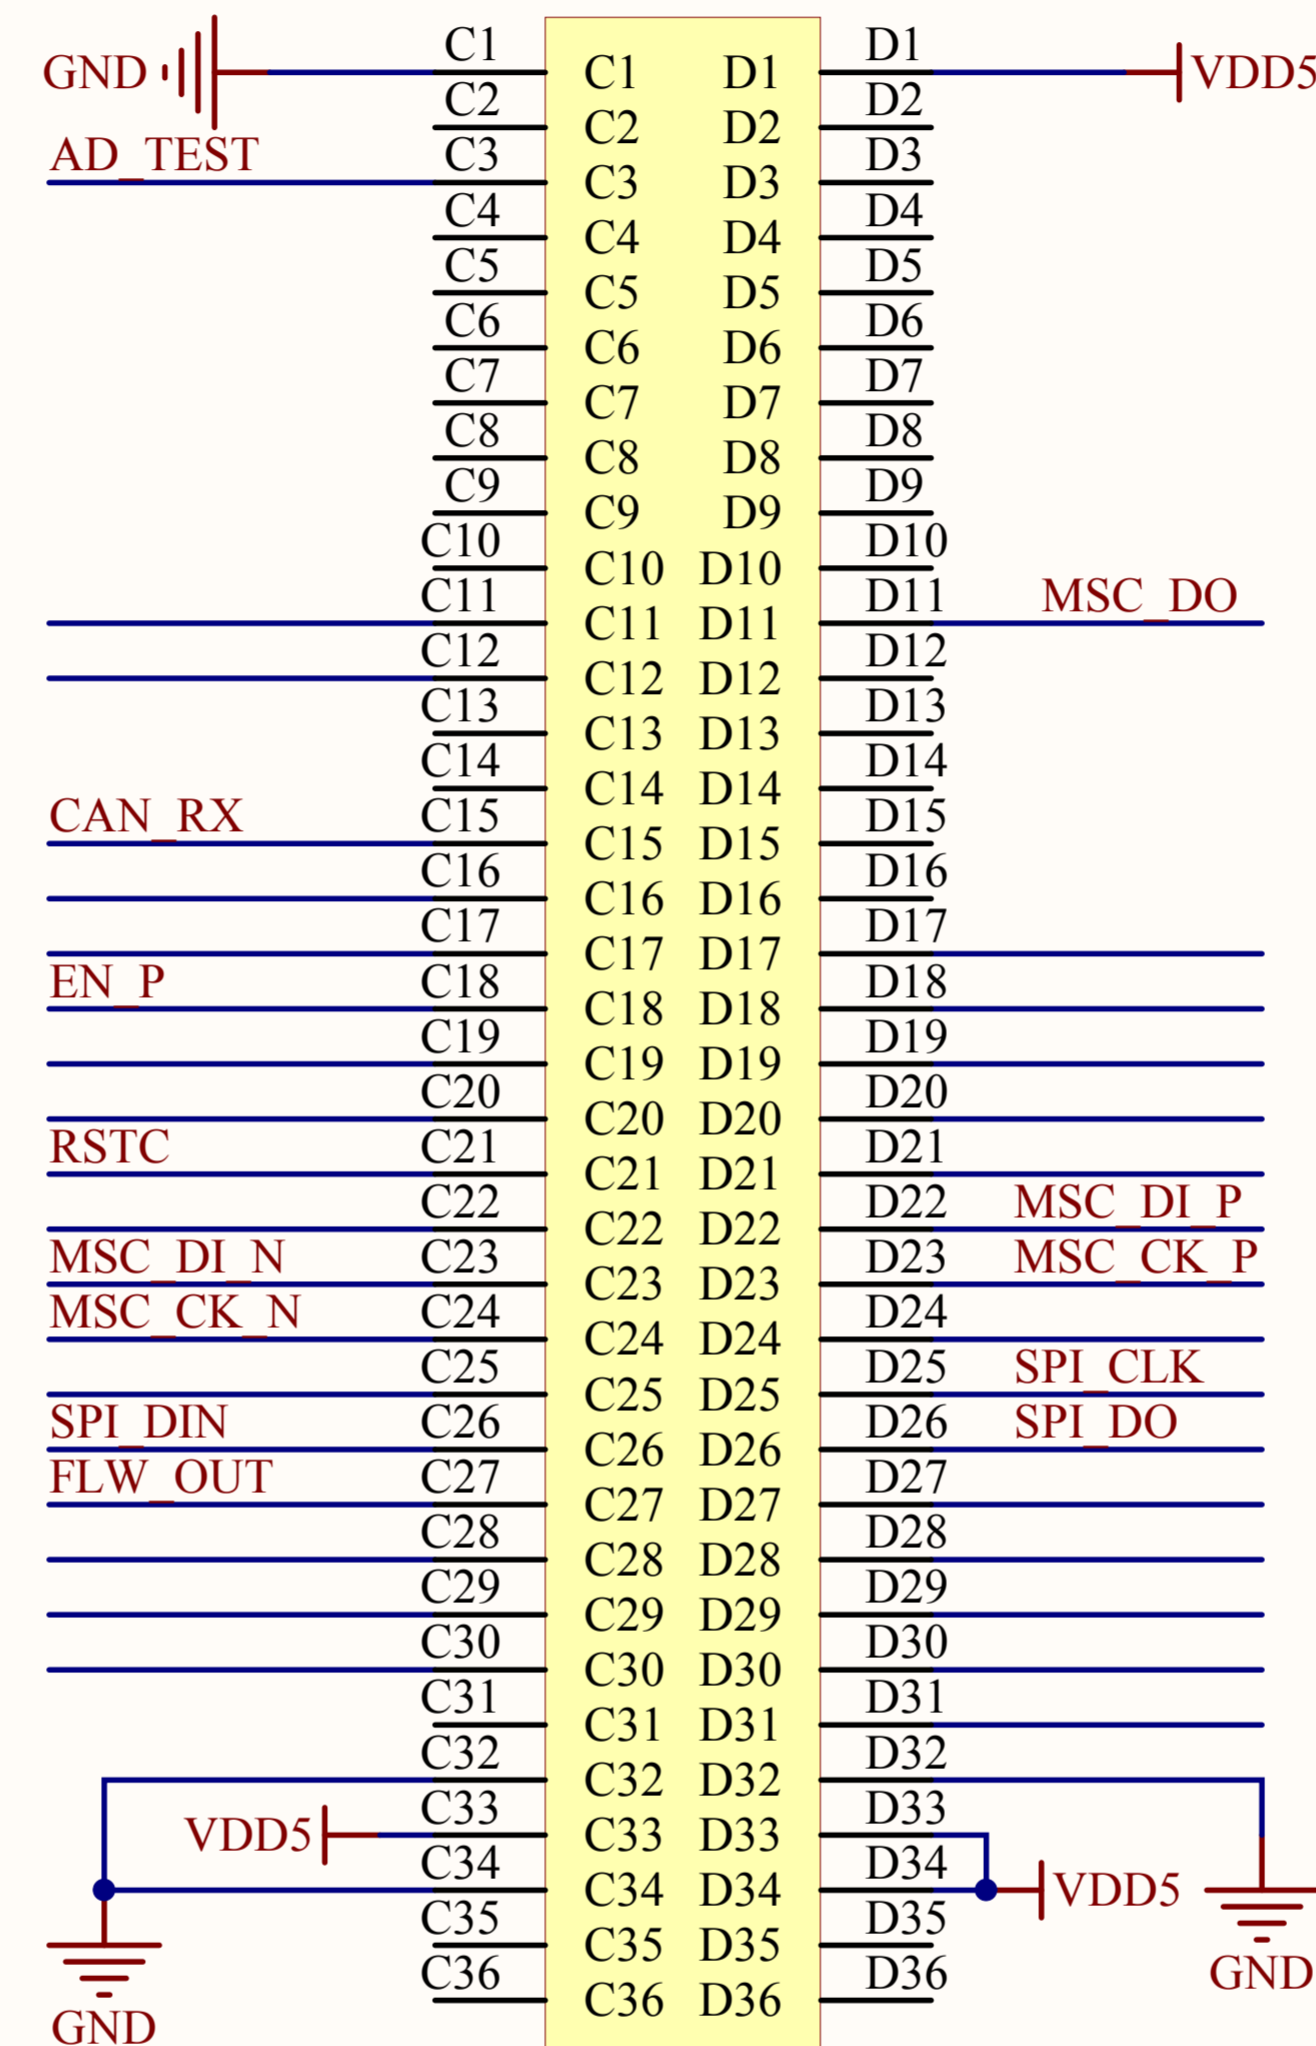 C1 D1
GND C1 D1 VDD5
C2 D2
C2 D2
AD_TEST C3 D3
C3 D3
C4 D4
C4 D4
C5 D5
C5 D5
C6 D6
C6 D6
C7 D7
C7 D7
C8 D8
C8 D8
C9 D9
C9 D9
C10 D10
C10 D10
C11 D11 MSC_DO
C11 D11
C12 D12
C12 D12
C13 D13
C13 D13
C14 D14
C14 D14
CAN_RX C15 D15
C15 D15
C16 D16
C16 D16
C17 D17
C17 D17
EN_P C18 D18
C18 D18
C19 D19
C19 D19
C20 D20
C20 D20
RSTC C21 D21
C21 D21
C22 D22 MSC_DI_P
C22 D22
MSC_DI_N C23 D23 MSC_CK_P
C23 D23
MSC_CK_N C24 D24
C24 D24
C25 D25 SPI_CLK
C25 D25
SPI_DIN C26 D26 SPI_DO
C26 D26
FLW_OUT C27 D27
C27 D27
C28 D28
C28 D28
C29 D29
C29 D29
C30 D30
C30 D30
C31 D31
C31 D31
C32 D32
C32 D32
C33 D33
VDD5 C33 D33
C34 D34
C34 D34 VDD5
C35 D35
C35 D35
C36 D36 GND
C36 D36
GND